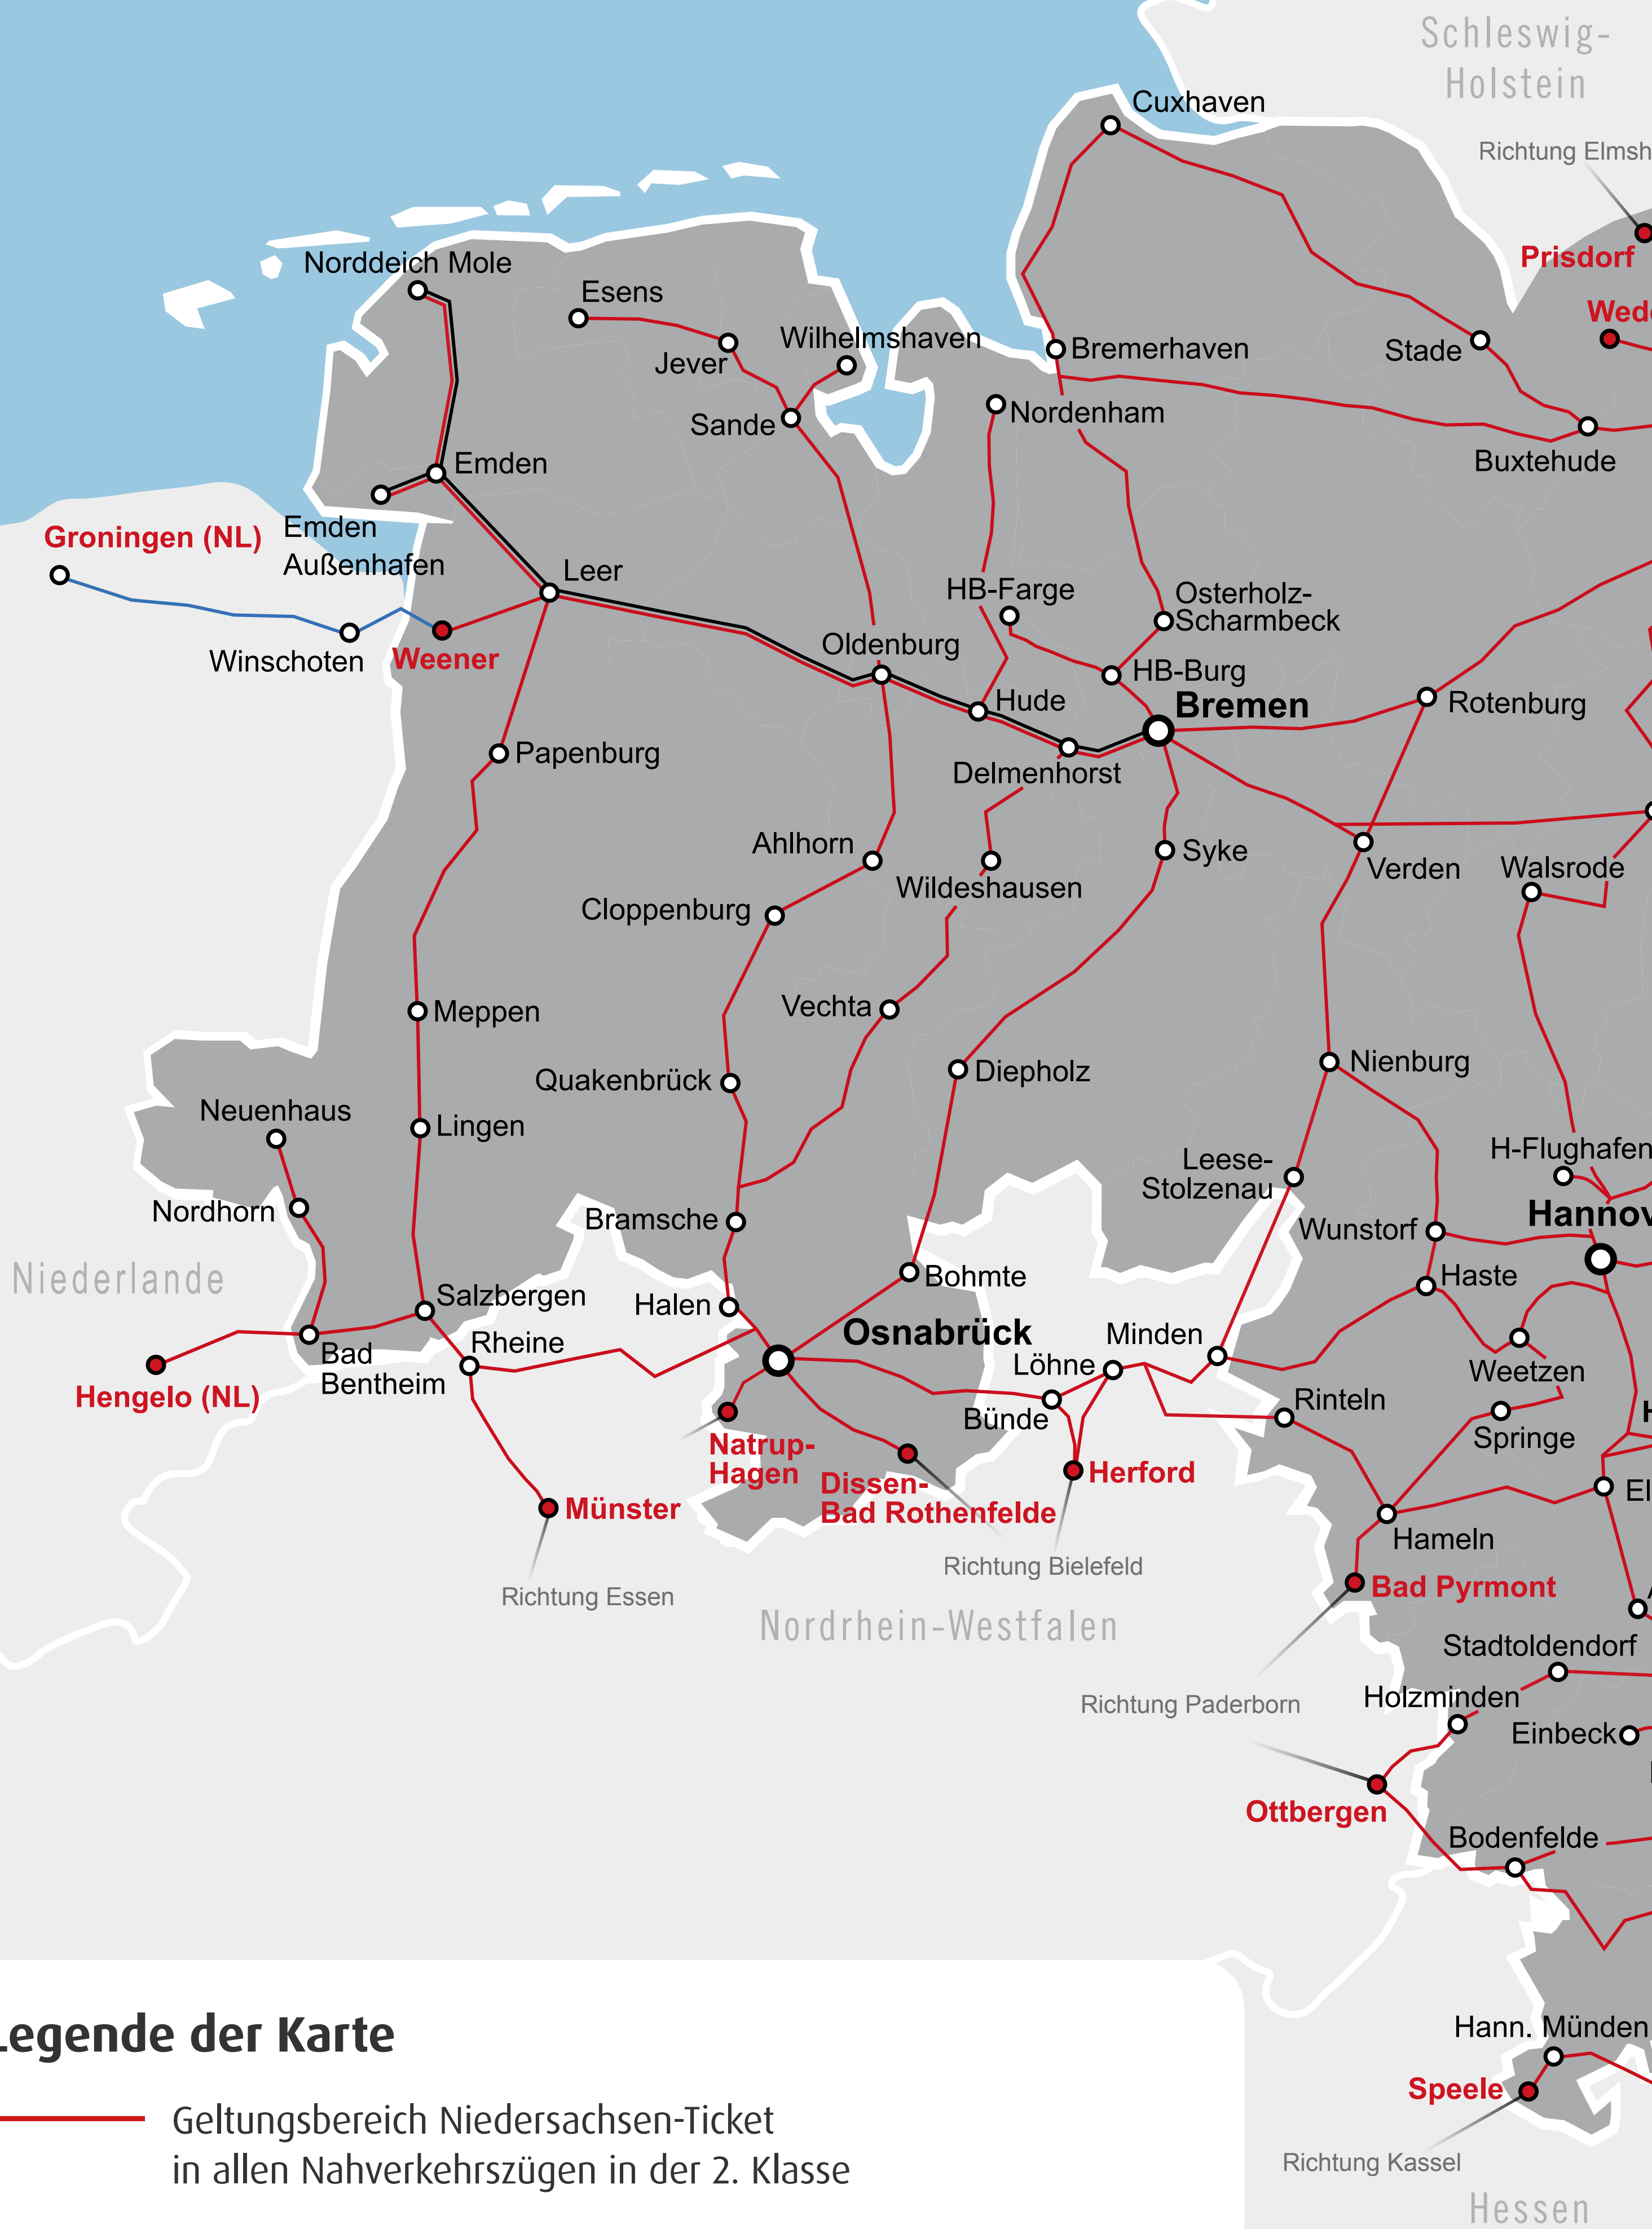 Schleswig-
Holstein
Cuxhaven
Richtung Elmsh
Prisdorf
Norddeich Mole
Esens
Wilhelmshaven
Jever
Bremerhaven
Stade
Sande
Nordenham
Buxtehude
Emden
Emden
Außenhafen
Groningen (NL)
Leer
HB-Farge
Osterholz-
Scharmbeck
Winschoten
Weener
Oldenburg
HB-Burg
Hude
Bremen
Rotenburg
Papenburg
Delmenhorst
Ahlhorn
Syke
Verden
Walsrode
Wildeshausen
Cloppenburg
Meppen
Vechta
Nienburg
Quakenbrück
Diepholz
Neuenhaus
Lingen
H-Flughafen
Leese-
Stolzenau
Nordhorn
Bramsche
Wunstorf
Hannov
Niederlande
Bohmte
Haste
Salzbergen
Halen
Osnabrück
Minden
Rheine
Bad
Bentheim
Löhne
Weetzen
Hengelo (NL)
Bünde
Rinteln
Springe
Natrup-
Hagen
Herford
Dissen-
Bad Rothenfelde
Münster
El
Hameln
Richtung Bielefeld
Richtung Essen
Bad Pyrmont
Nordrhein-Westfalen
Stadtoldendorf
Richtung Paderborn
Holzminden
Einbeck
Ottbergen
Bodenfelde
Hann. Münden
Speele
Richtung Kassel
Hessen
Legende der Karte
Geltungsbereich Niedersachsen-Ticket
in allen Nahverkehrszügen in der 2. Klasse